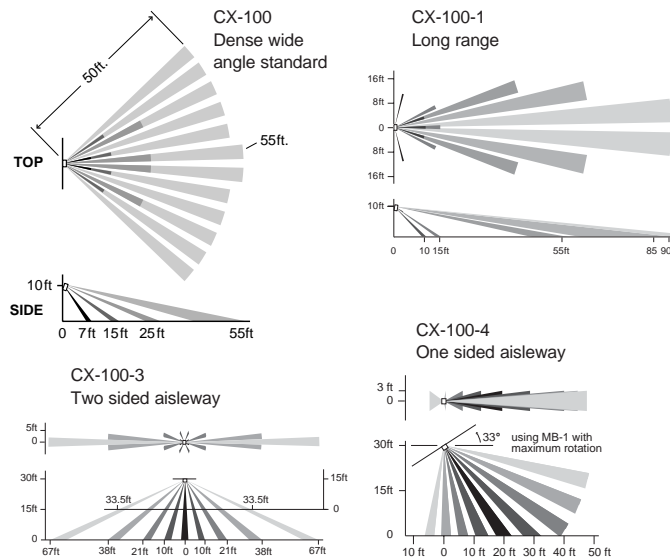 CX-100
Dense wide
angle standard
50ft.
55ft.
TOP
10ft
SIDE
0 7ft 15ft 25ft 55ft
CX-100-1
Long range
16ft
8ft
0
8ft
16ft
10ft
0 10 15ft 55ft 85 90
CX-100-3
Two sided aisleway
5ft
0
30ft 15ft
33.5ft 33.5ft
15ft 0
0
67ft 38ft 21ft 10ft 0 10ft 21ft 38ft 67ft
CX-100-4
One sided aisleway
3 ft
0
33° using MB-1 with
maximum rotation
30ft
15ft
0
10 ft 0 10 ft 20 ft 30 ft 40 ft 50 ft